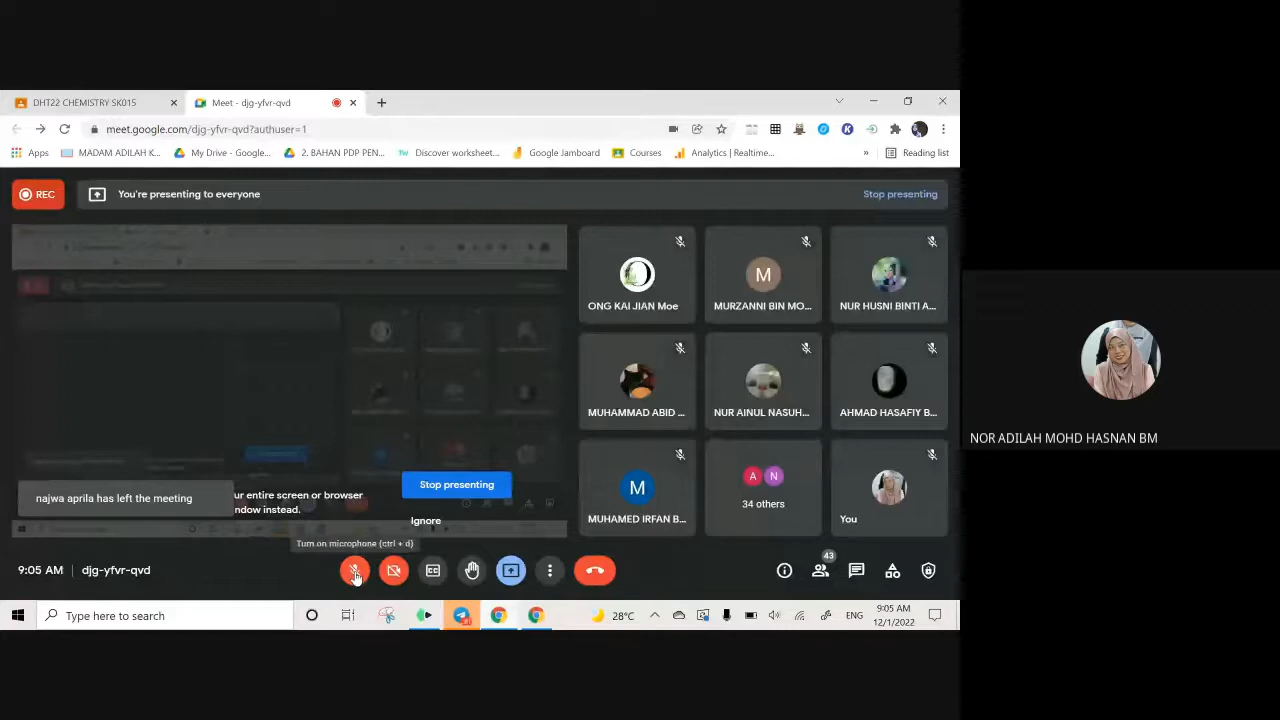 DHT22 CHEMISTRY SK015
Meet - djg-yfvr-qvd
meet.google.com/djg-yfvr-qvd?authuser=1
Apps
MADAM ADILAH K...
My Drive - Google...
2. BAHAN PDP PEN...
Discover worksheet...
Google Jamboard
Courses
Analytics | Realtime...
»
Reading list
REC
You're presenting to everyone
Stop presenting
ONG KAI JIAN Moe
M
MURZANNI BIN MO...
NUR HUSNI BINTI A...
MUHAMMAD ABID ...
NUR AINUL NASUH...
AHMAD HASAFIY B...
M
MUHAMED IRFAN B...
A N
34 others
You
NOR ADILAH MOHD HASNAN BM
najwa aprila has left the meeting
ur entire screen or browser
ndow instead.
Stop presenting
Ignore
Turn on microphone (ctrl + d)
9:05 AM | djg-yfvr-qvd
43
Type here to search
28°C
ENG
9:05 AM
12/1/2022